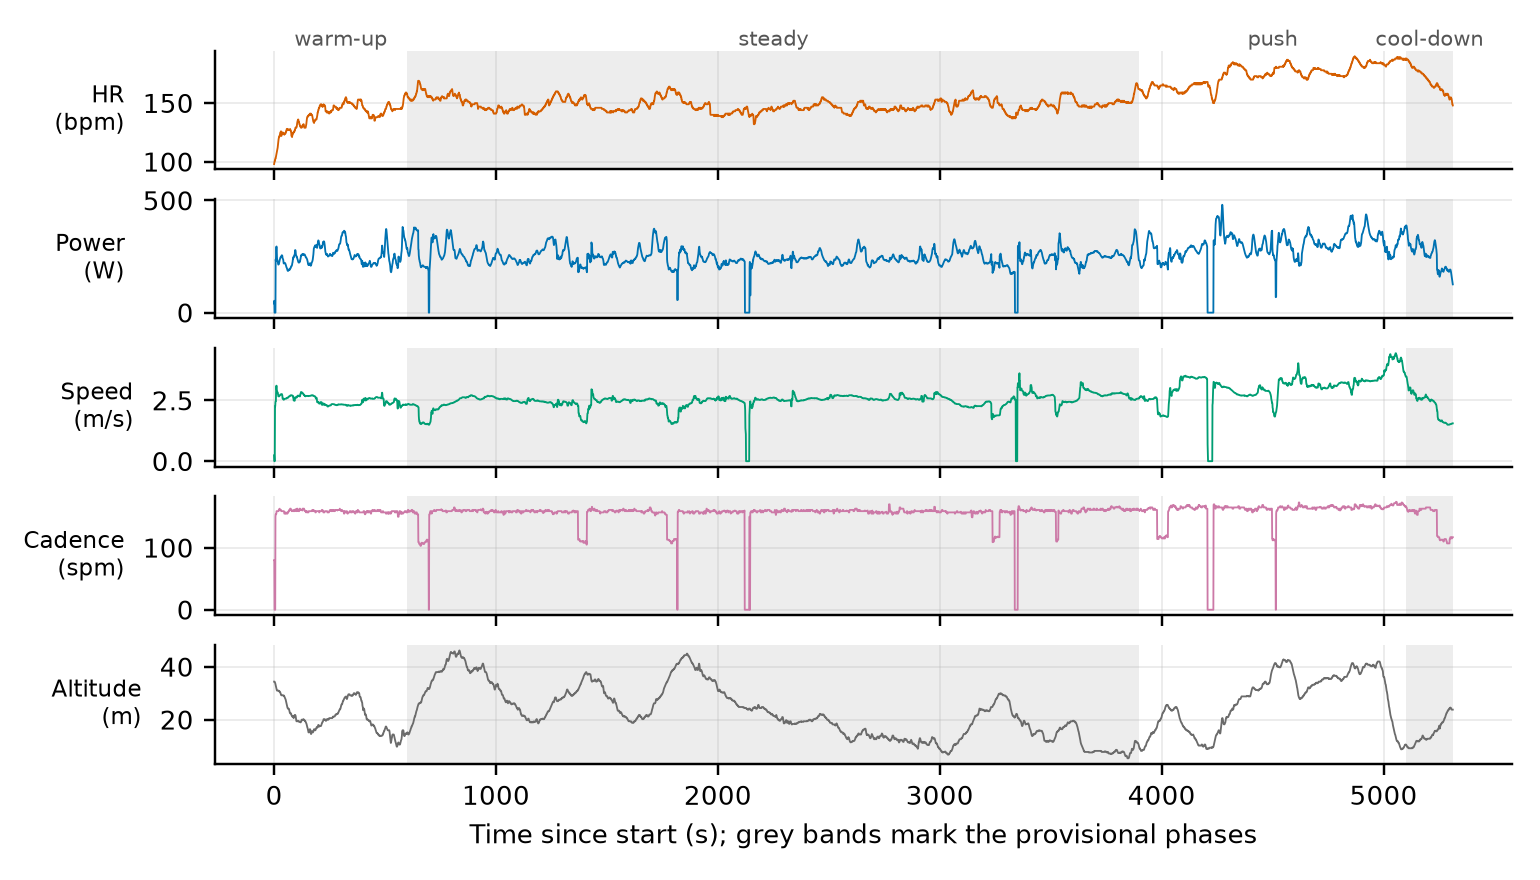 warm-up steady push cool-down
HR
(bpm)
150
100
Power
(W)
500
0
Speed
(m/s)
2.5
0.0
Cadence
(spm)
100
0
Altitude
(m)
40
20
0 1000 2000 3000 4000 5000
Time since start (s); grey bands mark the provisional phases